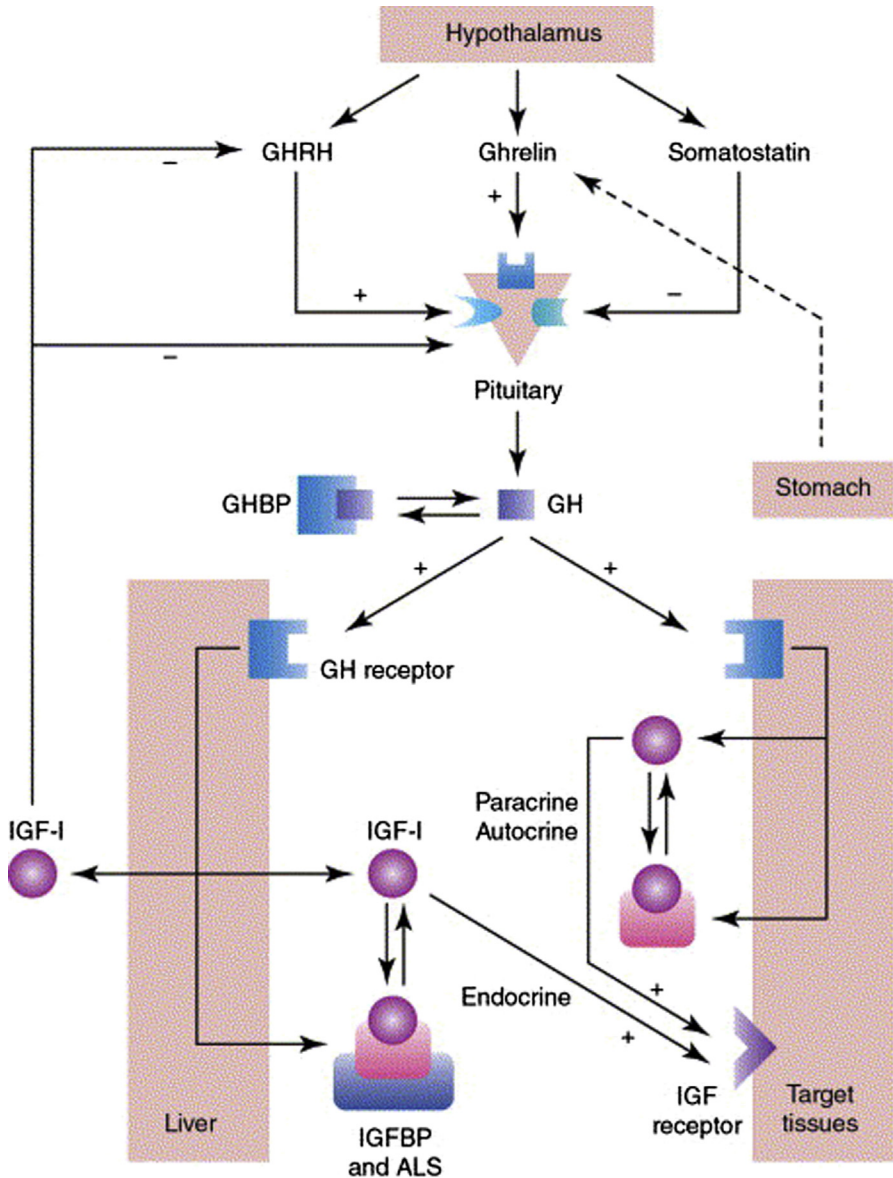 Hypothalamus
GHRH
Ghrelin
Somatostatin
–
+
+
–
–
Pituitary
Stomach
GHBP
GH
+
+
GH receptor
Paracrine
Autocrine
IGF-I
IGF-I
Endocrine
+
+
Liver
IGFBP
and ALS
IGF
receptor
Target
tissues